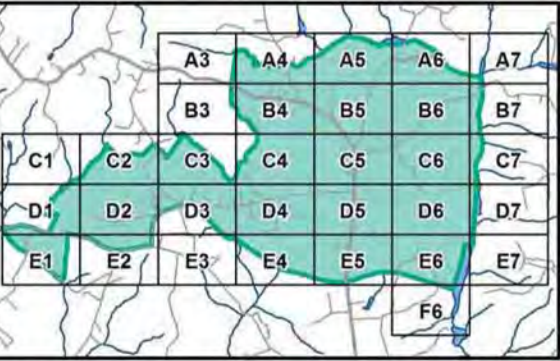 A3 A4 A5 A6 A7
B3 B4 B5 B6 B7
C1 C2 C3 C4 C5 C6 C7
D1 D2 D3 D4 D5 D6 D7
E1 E2 E3 E4 E5 E6 E7
F6